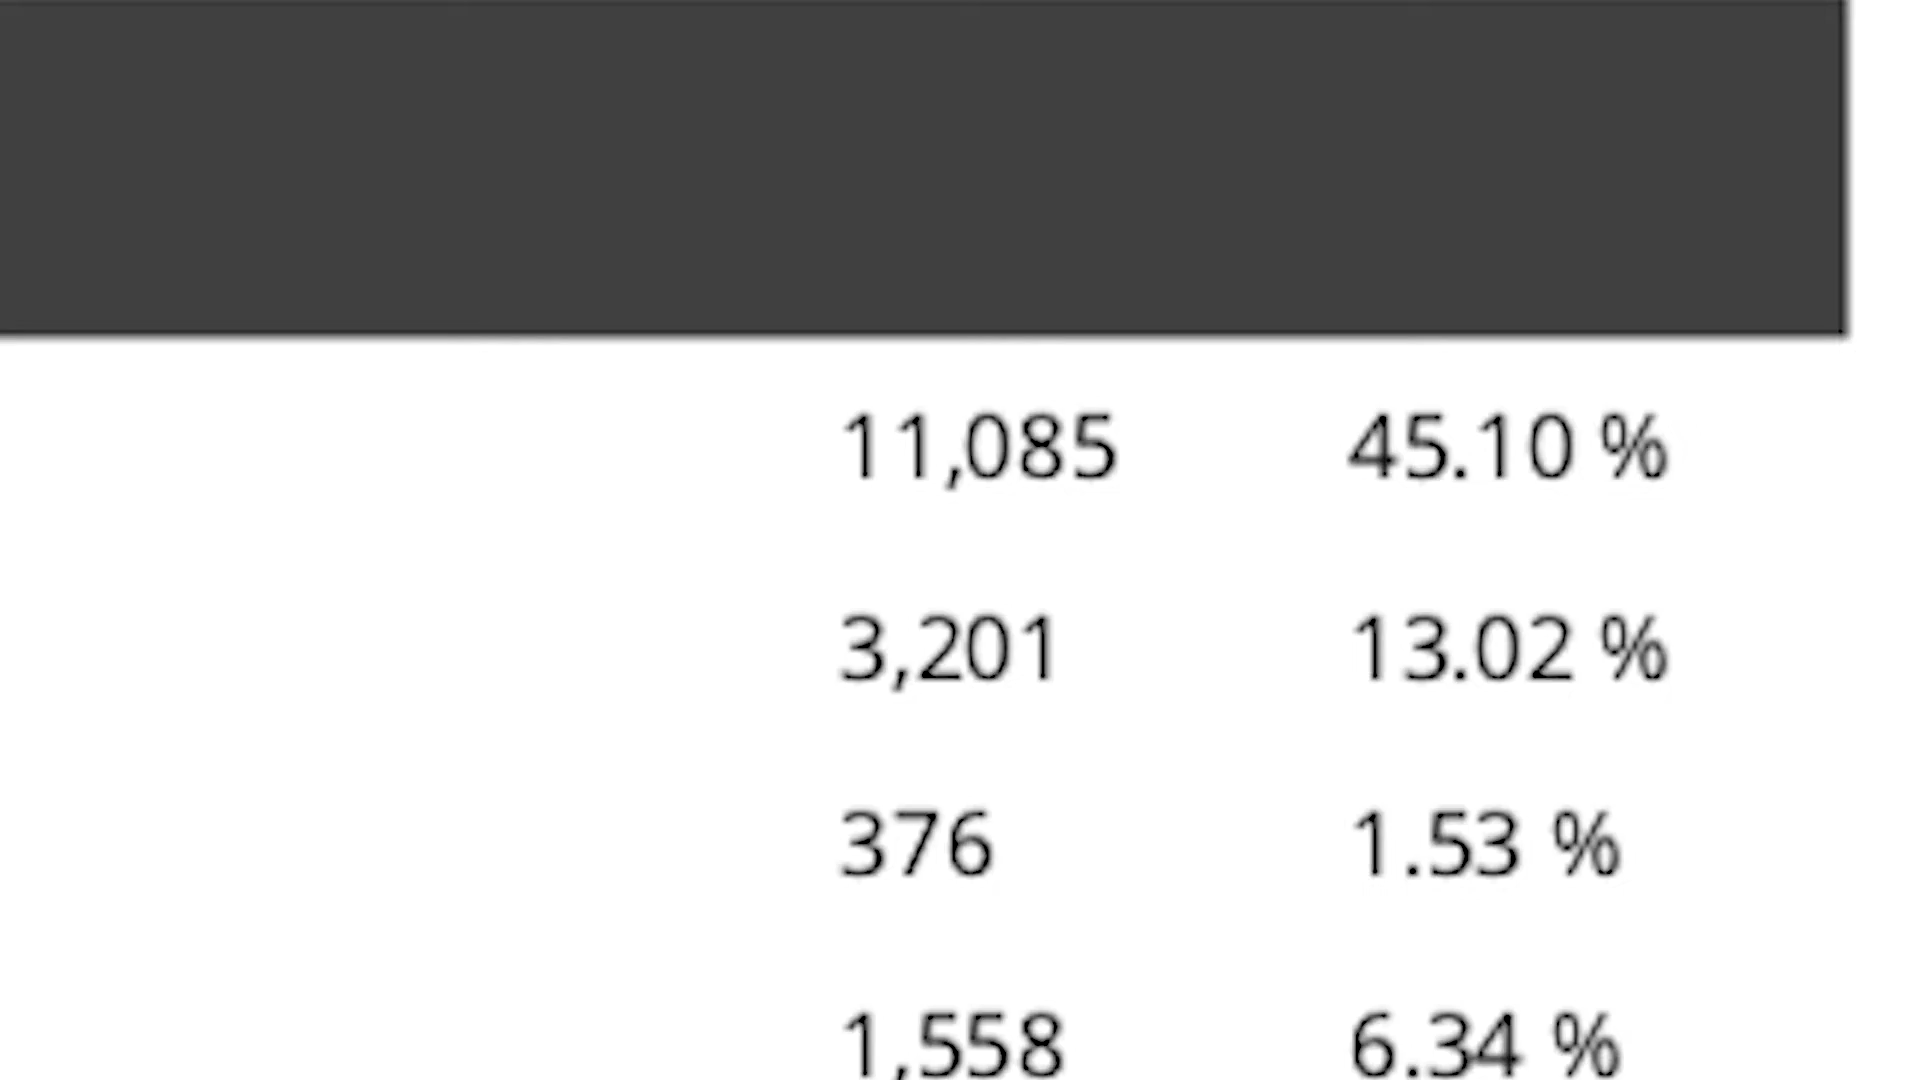 11,085 45.10 %
3,201 13.02 %
376 1.53 %
1,558 6.34 %